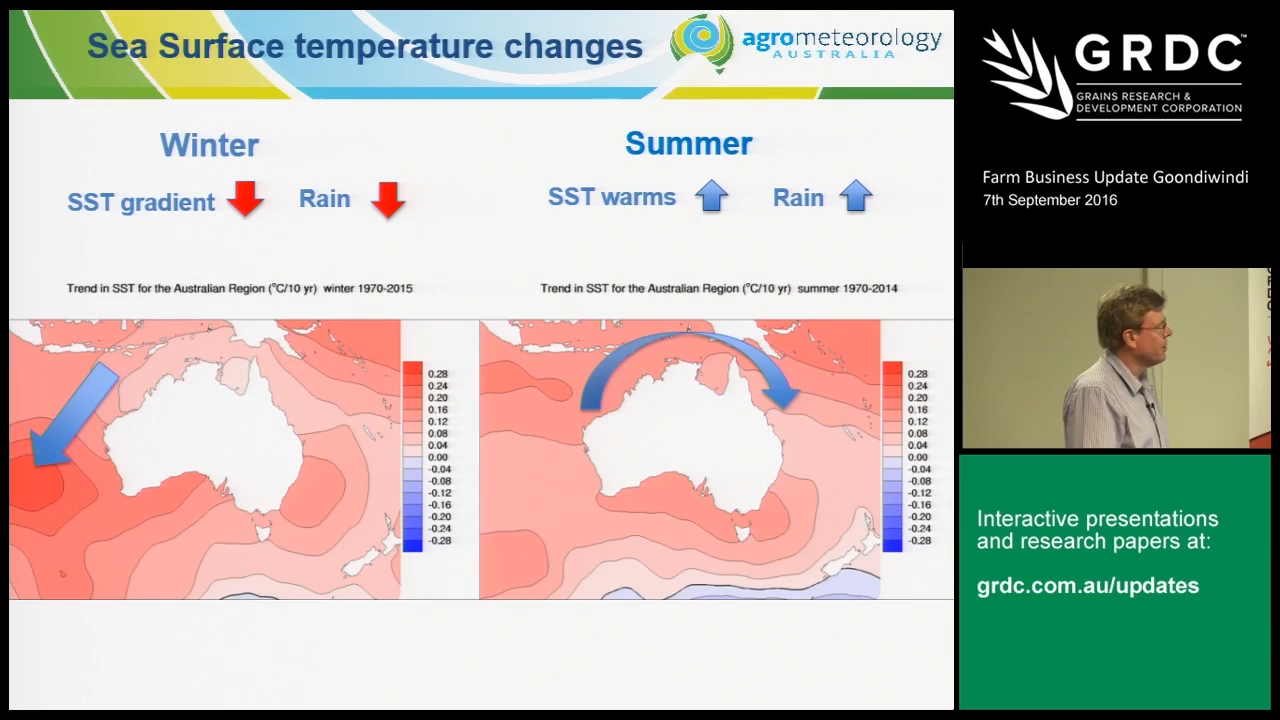 Sea Surface temperature changes
agrometeorology
AUSTRALIA
Winter
SST gradient
Rain
Summer
SST warms
Rain
Trend in SST for the Australian Region (°C/10 yr) winter 1970-2015
0.28
0.24
0.20
0.16
0.12
0.08
0.04
0.00
-0.04
-0.08
-0.12
-0.16
-0.20
-0.24
-0.28
Trend in SST for the Australian Region (°C/10 yr) summer 1970-2014
0.28
0.24
0.20
0.16
0.12
0.08
0.04
0.00
-0.04
-0.08
-0.12
-0.16
-0.20
-0.24
-0.28
GRDC™
GRAINS RESEARCH &
DEVELOPMENT CORPORATION
Farm Business Update Goondiwindi
7th September 2016
Interactive presentations
and research papers at:
grdc.com.au/updates